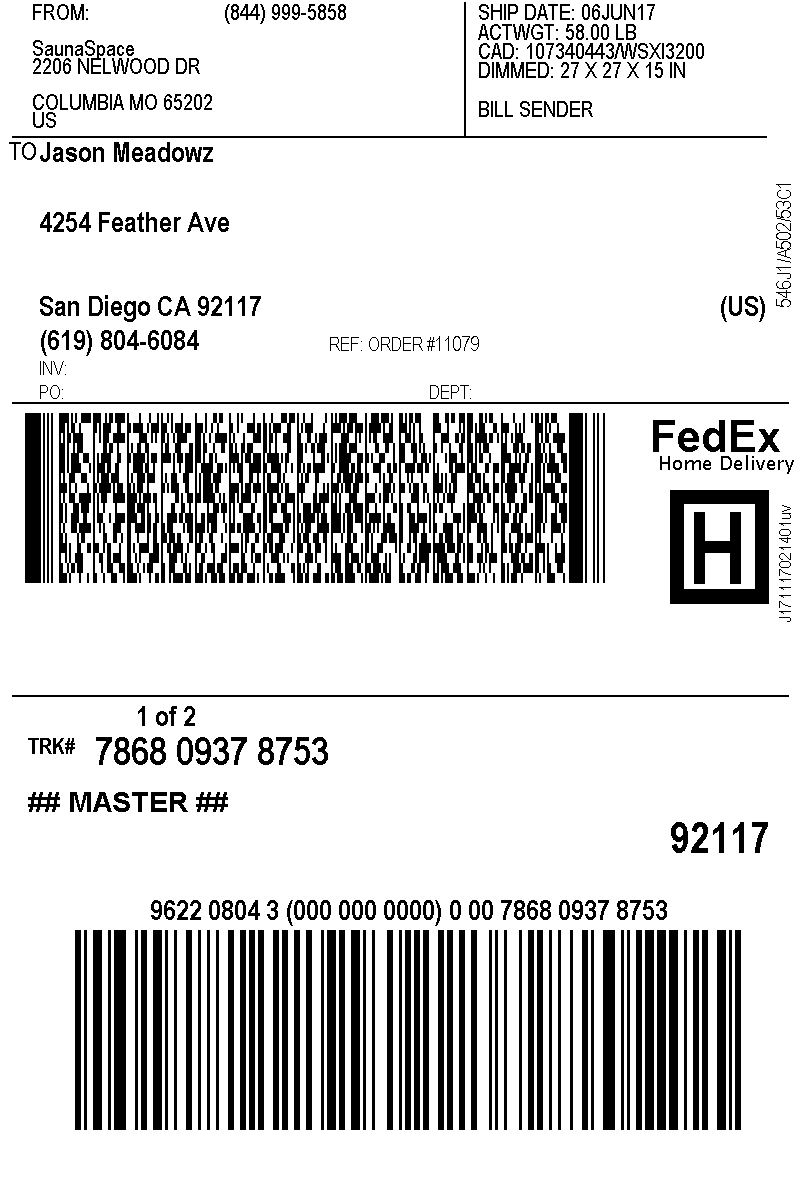 FROM: (844) 999-5858
SaunaSpace
2206 NELWOOD DR
COLUMBIA MO 65202
US
SHIP DATE: 06JUN17
ACTWGT: 58.00 LB
CAD: 107340443/WSXI3200
DIMMED: 27 X 27 X 15 IN
BILL SENDER
TO Jason Meadowz
4254 Feather Ave
San Diego CA 92117 (US)
(619) 804-6084 REF: ORDER #11079
INV:
PO: DEPT:
546J1/A502/53C1
FedEx
Home Delivery
H
J171117021401uv
1 of 2
TRK# 7868 0937 8753
## MASTER ##
92117
9622 0804 3 (000 000 0000) 0 00 7868 0937 8753